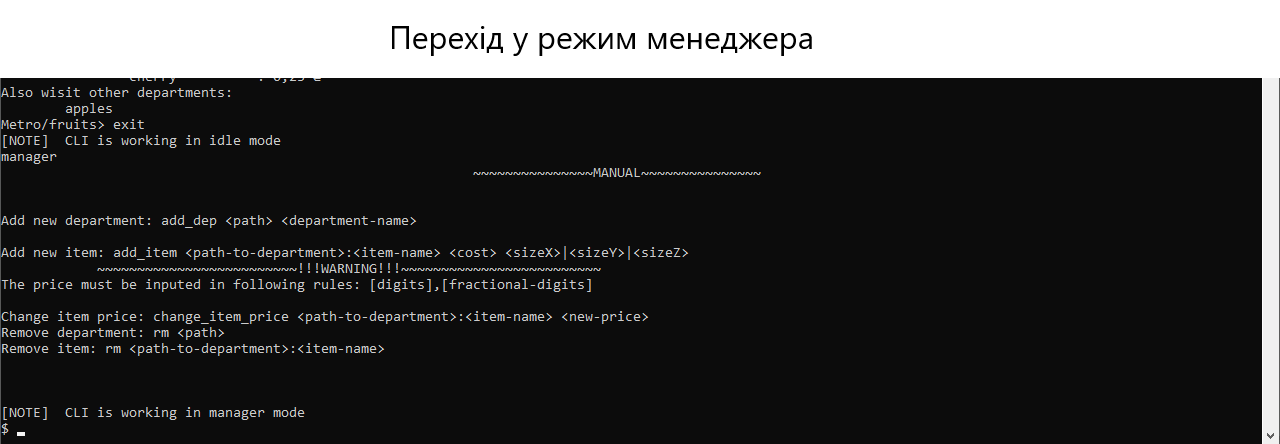 Перехід у режим менеджера
cherry : 0,25 €
Also wisit other departments:
apples
Metro/fruits> exit
[NOTE] CLI is working in idle mode
manager
~~~~~~~~~~~~~~~MANUAL~~~~~~~~~~~~~~~
Add new department: add_dep <path> <department-name>
Add new item: add_item <path-to-department>:<item-name> <cost> <sizeX>|<sizeY>|<sizeZ>
~~~~~~~~~~~~~~~~~~~~~~~~~!!!WARNING!!!~~~~~~~~~~~~~~~~~~~~~~~~~
The price must be inputed in following rules: [digits],[fractional-digits]
Change item price: change_item_price <path-to-department>:<item-name> <new-price>
Remove department: rm <path>
Remove item: rm <path-to-department>:<item-name>
[NOTE] CLI is working in manager mode
$